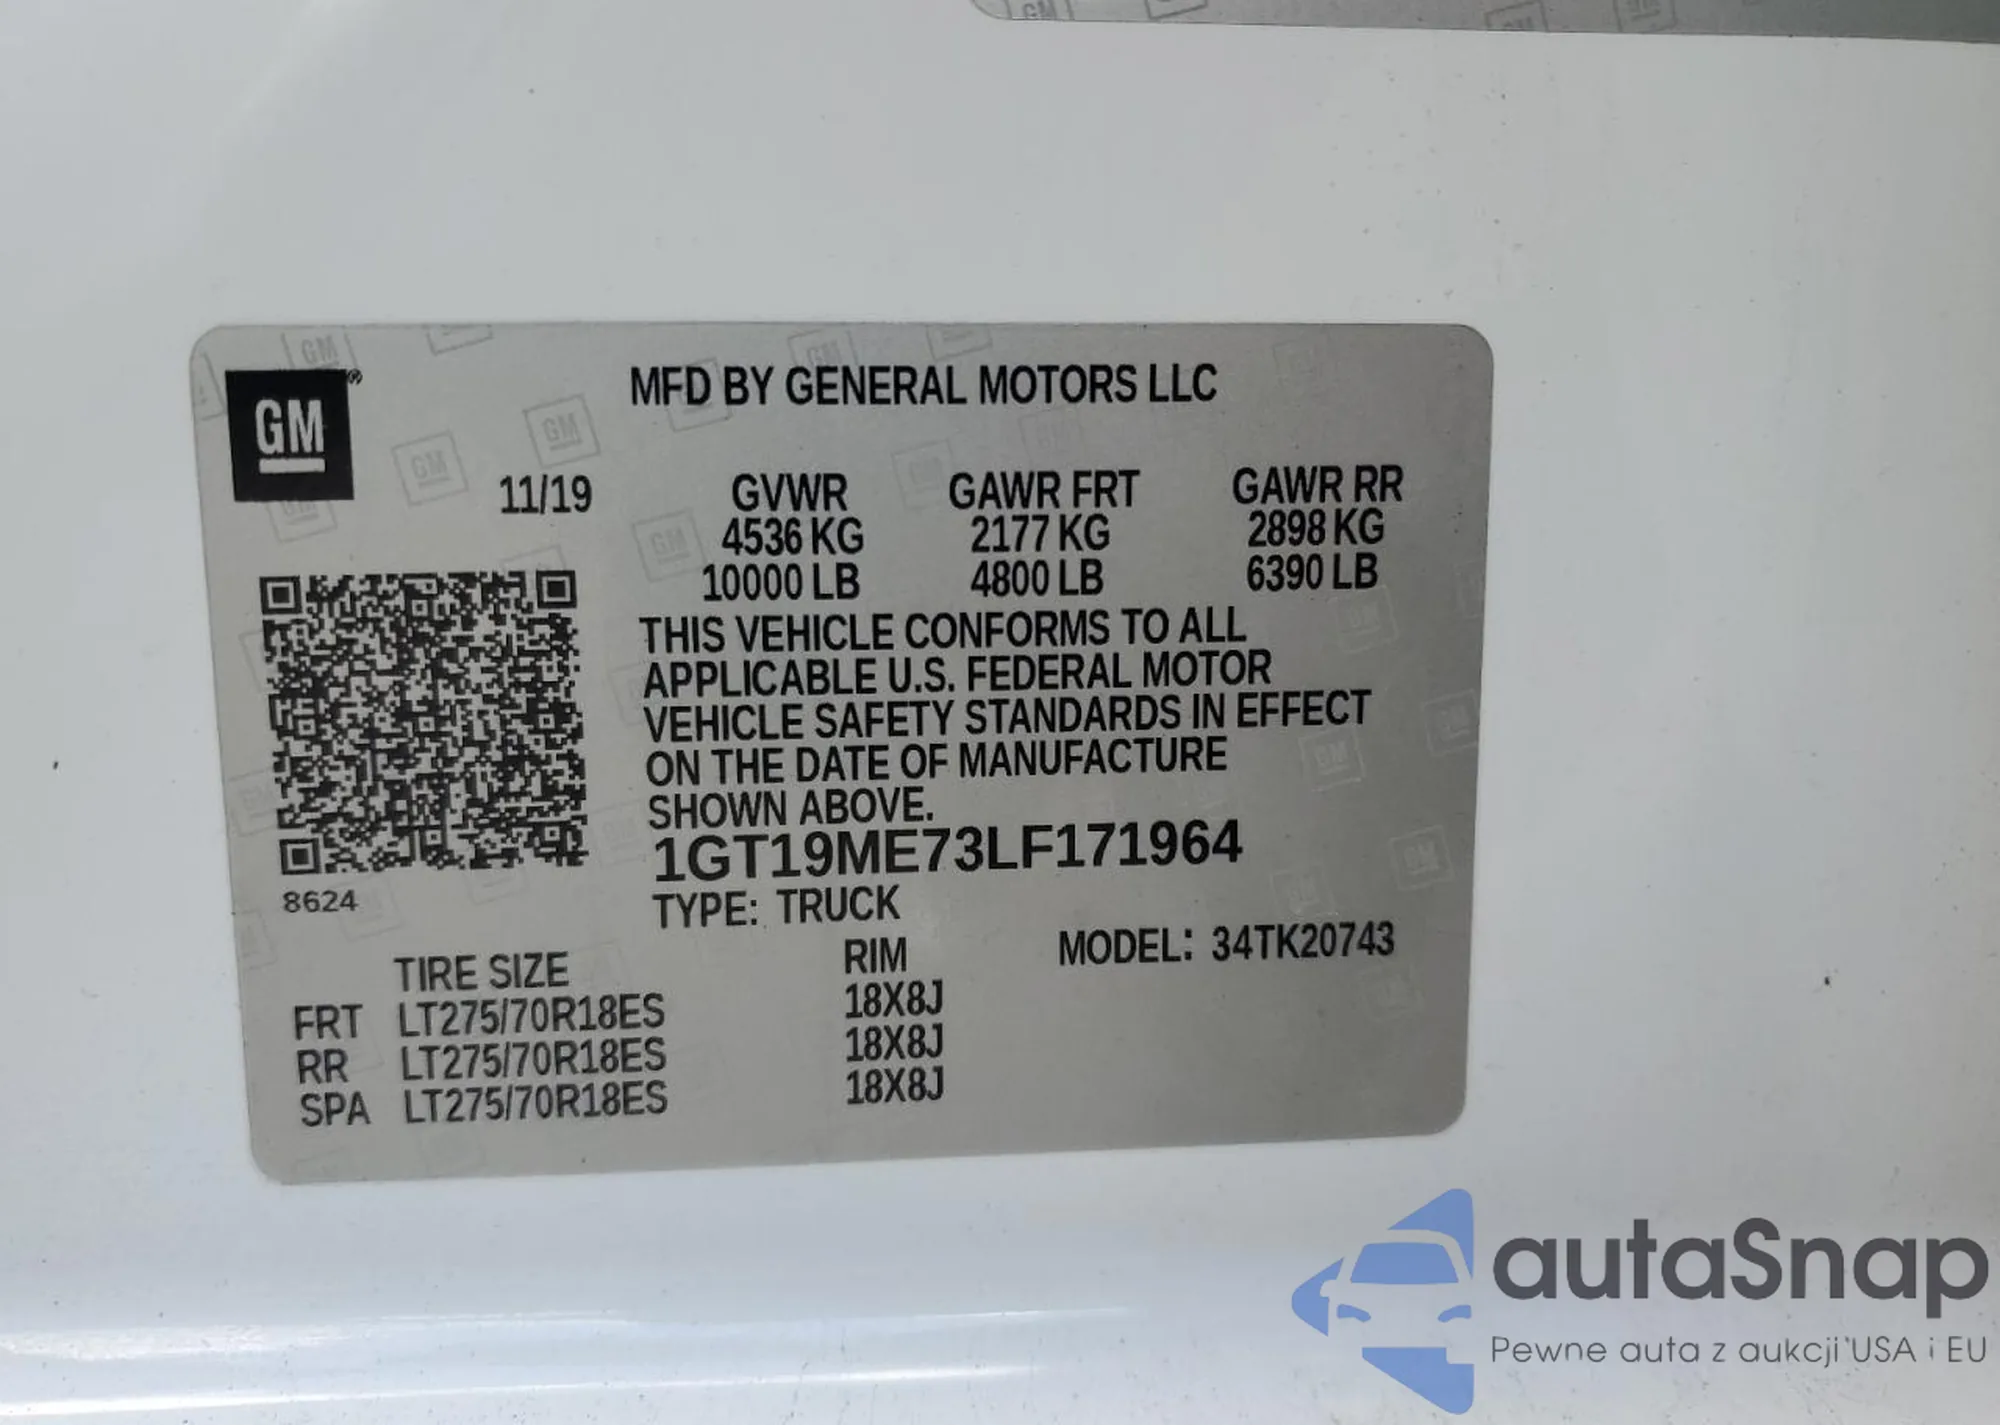 GM
MFD BY GENERAL MOTORS LLC
11/19 GVWR GAWR FRT GAWR RR
4536 KG 2177 KG 2898 KG
10000 LB 4800 LB 6390 LB
THIS VEHICLE CONFORMS TO ALL
APPLICABLE U.S. FEDERAL MOTOR
VEHICLE SAFETY STANDARDS IN EFFECT
ON THE DATE OF MANUFACTURE
SHOWN ABOVE.
1GT19ME73LF171964
8624
TYPE: TRUCK
TIRE SIZE RIM MODEL: 34TK20743
FRT LT275/70R18ES 18X8J
RR LT275/70R18ES 18X8J
SPA LT275/70R18ES 18X8J
autaSnap
Pewne auta z aukcji USA i EU